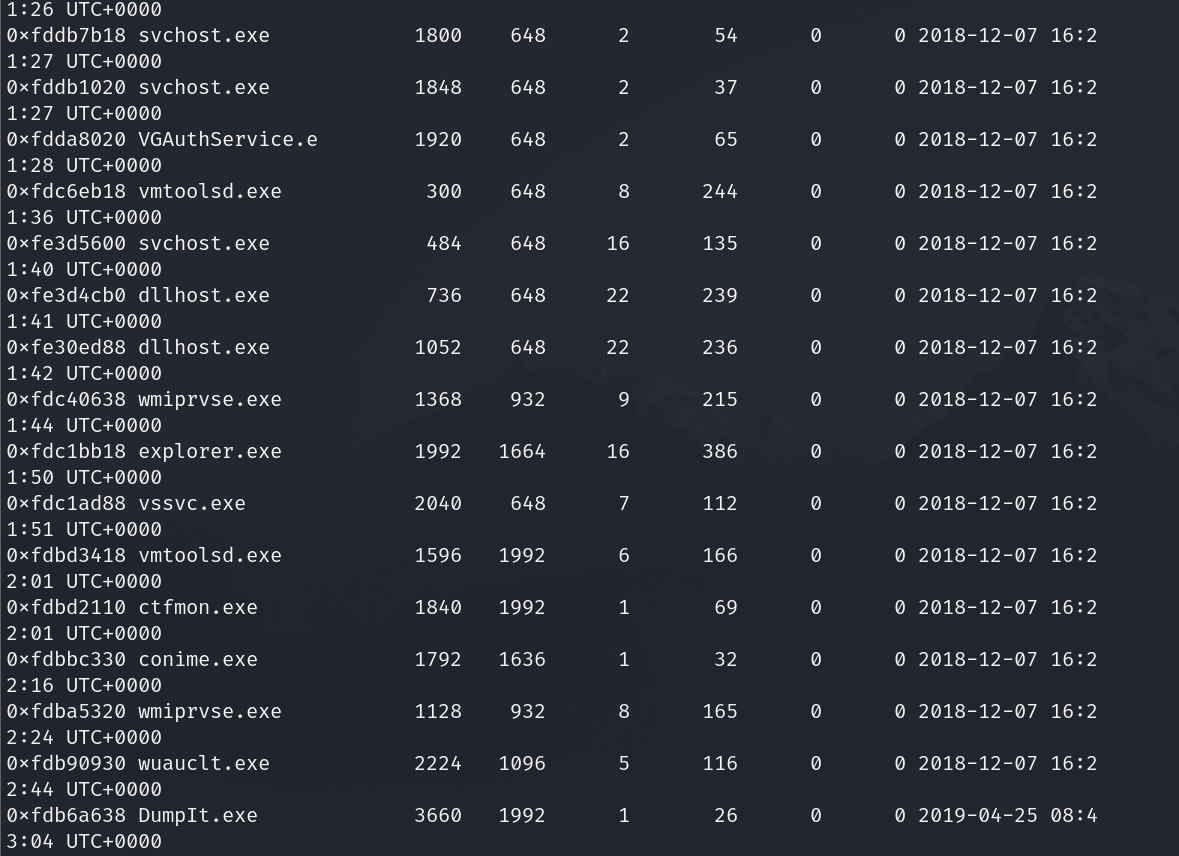 1:26 UTC+0000
0×fddb7b18 svchost.exe            1800    648      2       54      0      0 2018-12-07 16:2
1:27 UTC+0000
0×fddb1020 svchost.exe            1848    648      2       37      0      0 2018-12-07 16:2
1:27 UTC+0000
0×fdda8020 VGAuthService.e        1920    648      2       65      0      0 2018-12-07 16:2
1:28 UTC+0000
0×fdc6eb18 vmtoolsd.exe            300    648      8      244      0      0 2018-12-07 16:2
1:36 UTC+0000
0×fe3d5600 svchost.exe             484    648     16      135      0      0 2018-12-07 16:2
1:40 UTC+0000
0×fe3d4cb0 dllhost.exe             736    648     22      239      0      0 2018-12-07 16:2
1:41 UTC+0000
0×fe30ed88 dllhost.exe            1052    648     22      236      0      0 2018-12-07 16:2
1:42 UTC+0000
0×fdc40638 wmiprvse.exe           1368    932      9      215      0      0 2018-12-07 16:2
1:44 UTC+0000
0×fdc1bb18 explorer.exe           1992   1664     16      386      0      0 2018-12-07 16:2
1:50 UTC+0000
0×fdc1ad88 vssvc.exe              2040    648      7      112      0      0 2018-12-07 16:2
1:51 UTC+0000
0×fdbd3418 vmtoolsd.exe           1596   1992      6      166      0      0 2018-12-07 16:2
2:01 UTC+0000
0×fdbd2110 ctfmon.exe             1840   1992      1       69      0      0 2018-12-07 16:2
2:01 UTC+0000
0×fdbbc330 conime.exe             1792   1636      1       32      0      0 2018-12-07 16:2
2:16 UTC+0000
0×fdba5320 wmiprvse.exe           1128    932      8      165      0      0 2018-12-07 16:2
2:24 UTC+0000
0×fdb90930 wuauclt.exe            2224   1096      5      116      0      0 2018-12-07 16:2
2:44 UTC+0000
0×fdb6a638 DumpIt.exe             3660   1992      1       26      0      0 2019-04-25 08:4
3:04 UTC+0000